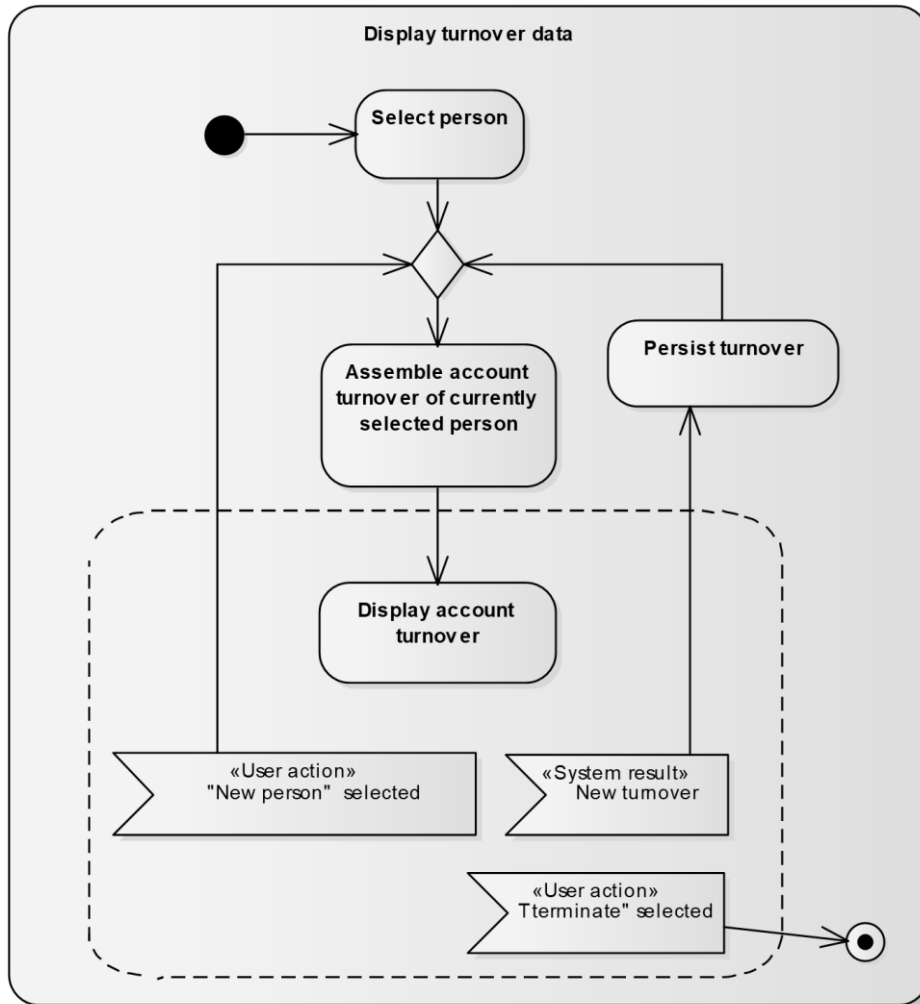 Display turnover data
Select person
Assemble account
turnover of currently
selected person
Persist turnover
Display account
turnover
«User action»
"New person" selected
«System result»
New turnover
«User action»
Tterminate" selected